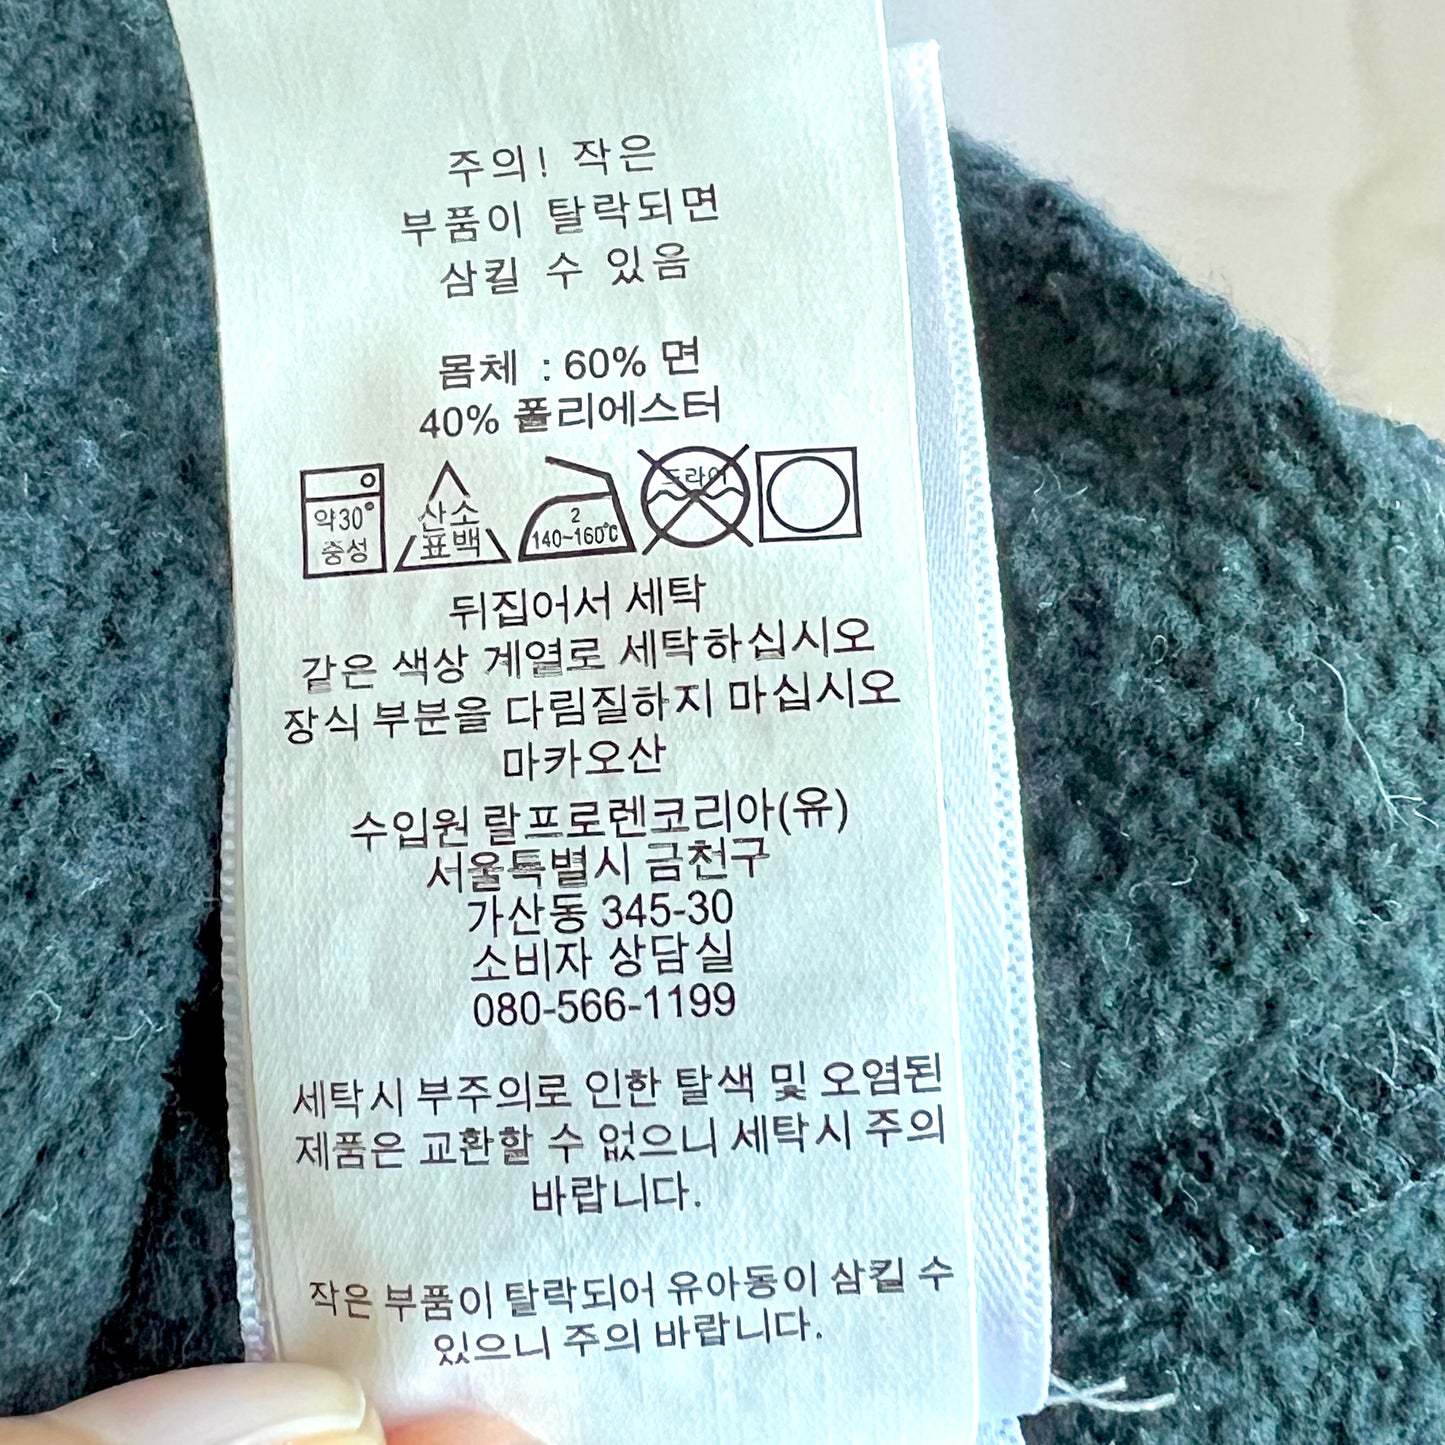 주의! 작은
부품이 탈락되면
삼킬 수 있음
몸체 : 60% 면
40% 폴리에스터
약30° 중성
산소 표백
2 140~160°C
드라이
뒤집어서 세탁
같은 색상 계열로 세탁하십시오
장식 부분을 다림질하지 마십시오
마카오산
수입원 랄프로렌코리아(유)
서울특별시 금천구
가산동 345-30
소비자 상담실
080-566-1199
세탁시 부주의로 인한 탈색 및 오염된
제품은 교환할 수 없으니 세탁시 주의
바랍니다.
작은 부품이 탈락되어 유아동이 삼킬 수
있으니 주의 바랍니다.